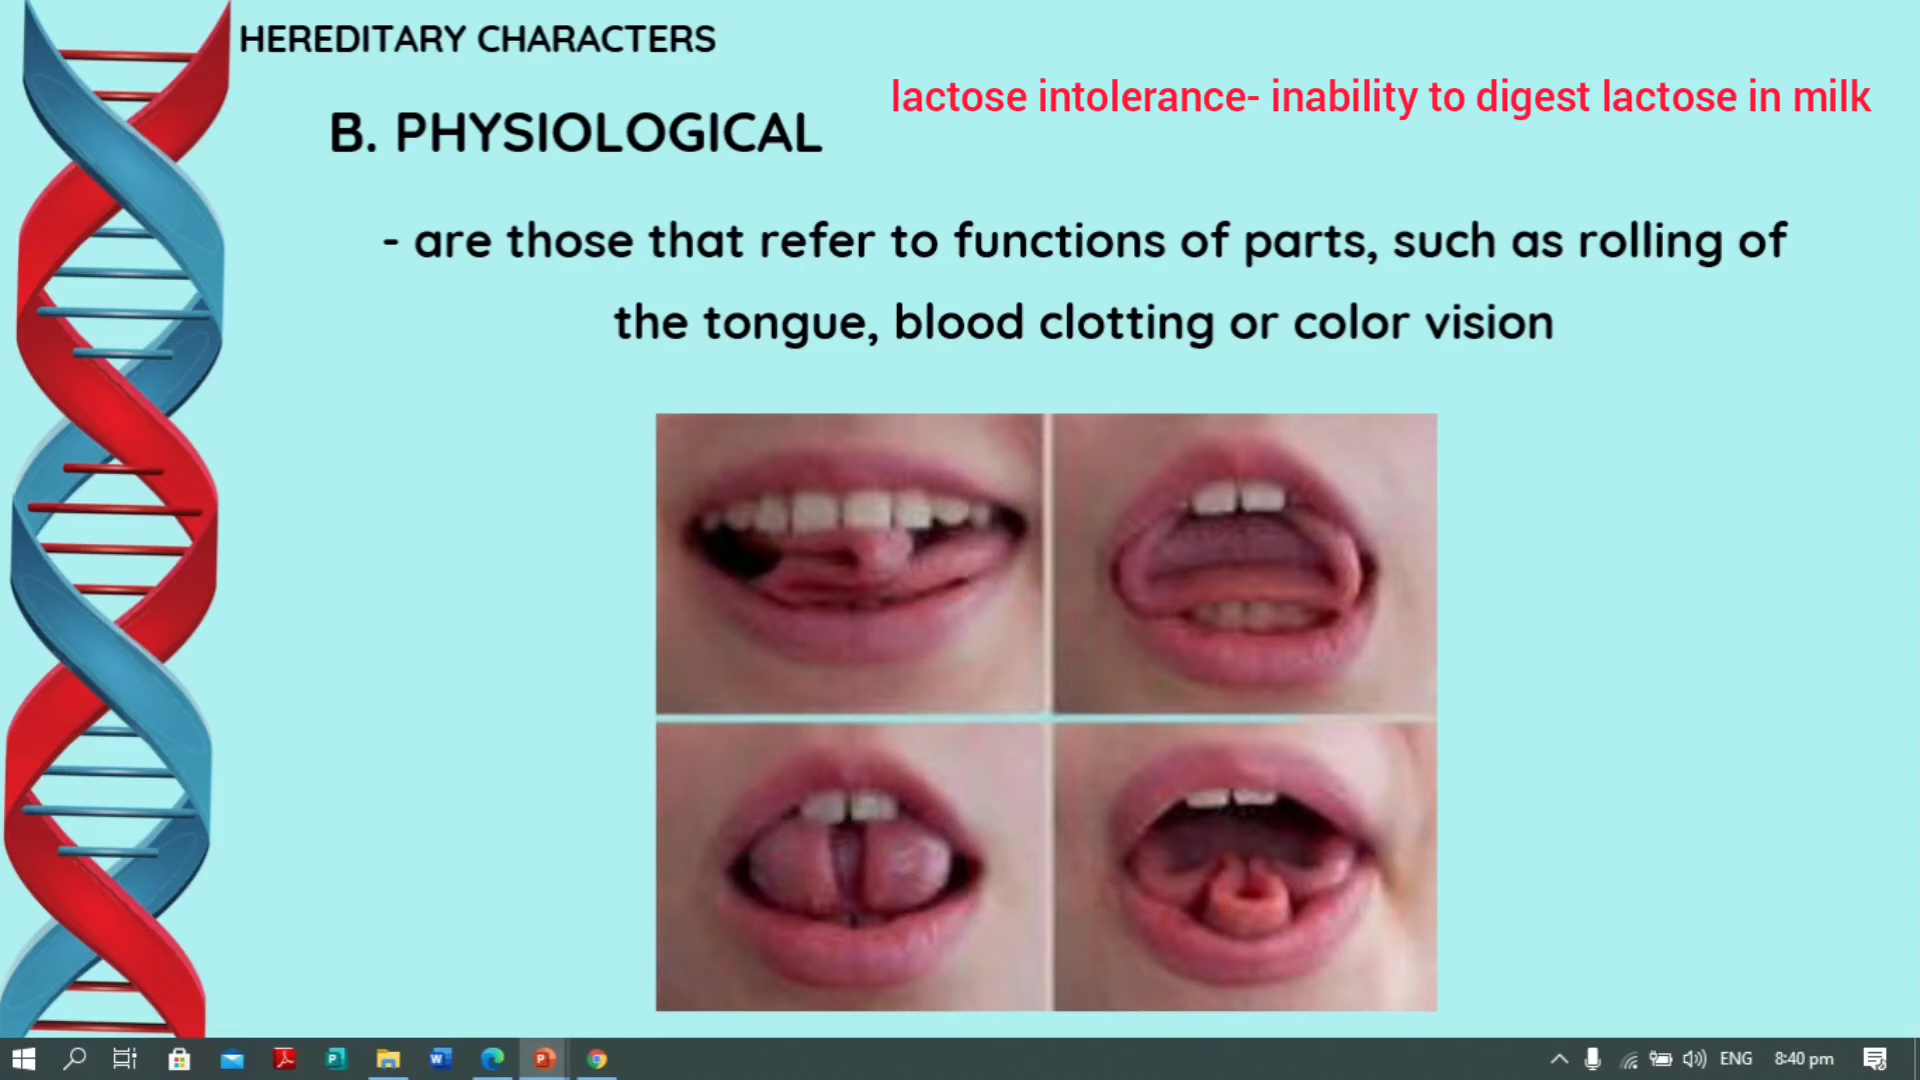 HEREDITARY CHARACTERS
lactose intolerance- inability to digest lactose in milk
B. PHYSIOLOGICAL
- are those that refer to functions of parts, such as rolling of
the tongue, blood clotting or color vision
ENG
8:40 pm